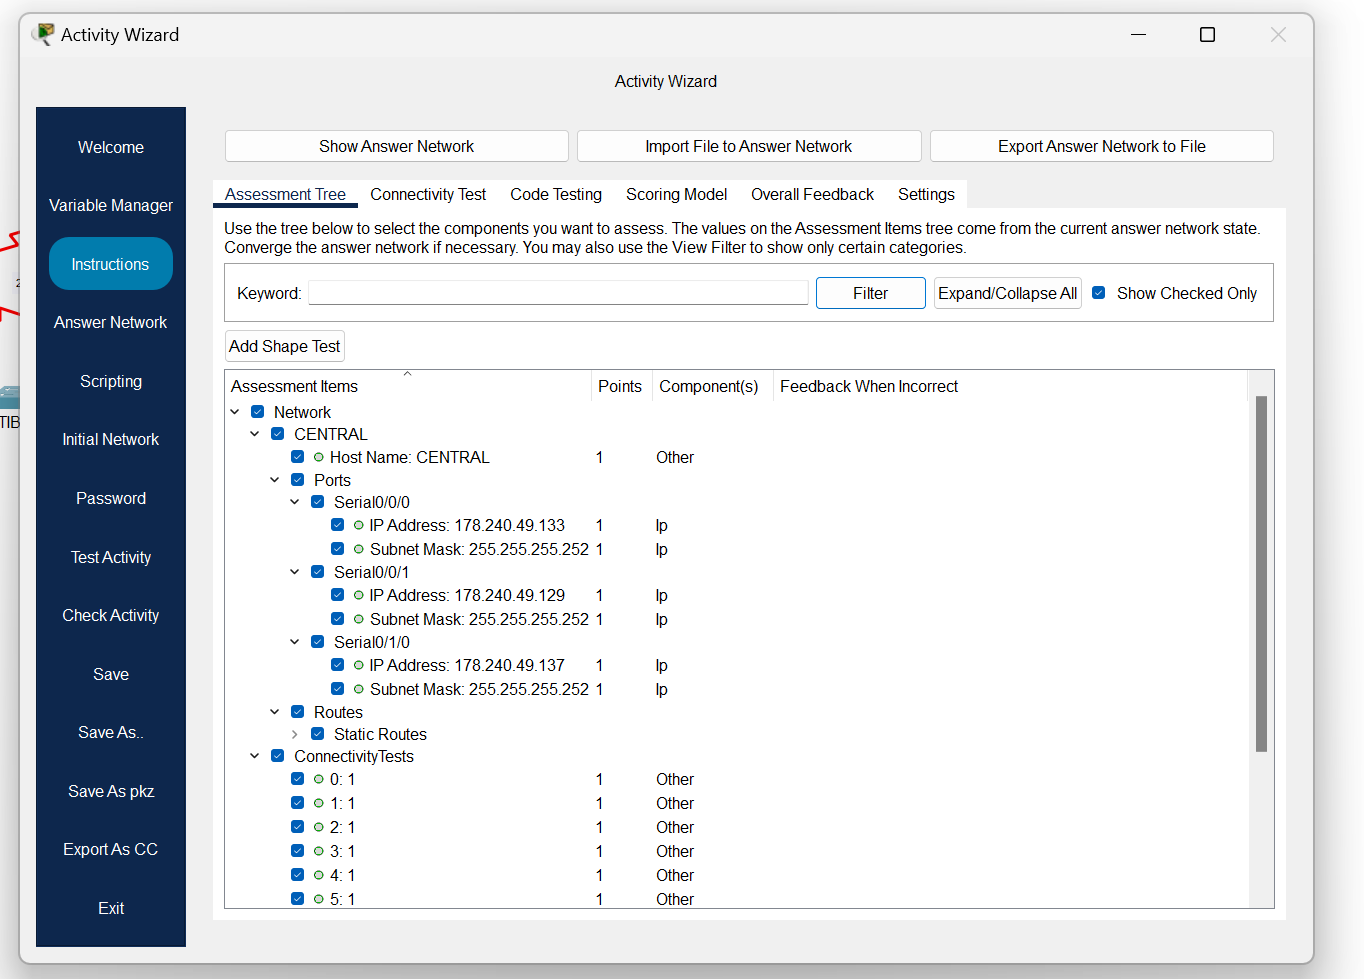 Activity Wizard
Activity Wizard
Welcome
Variable Manager
Instructions
Answer Network
Scripting
Initial Network
Password
Test Activity
Check Activity
Save
Save As..
Save As pkz
Export As CC
Exit
Show Answer Network
Import File to Answer Network
Export Answer Network to File
Assessment Tree
Connectivity Test
Code Testing
Scoring Model
Overall Feedback
Settings
Use the tree below to select the components you want to assess. The values on the Assessment Items tree come from the current answer network state.
Converge the answer network if necessary. You may also use the View Filter to show only certain categories.
Keyword:
Filter
Expand/Collapse All
Show Checked Only
Add Shape Test
Assessment Items Points Component(s) Feedback When Incorrect
Network
CENTRAL
Host Name: CENTRAL 1 Other
Ports
Serial0/0/0
IP Address: 178.240.49.133 1 Ip
Subnet Mask: 255.255.255.252 1 Ip
Serial0/0/1
IP Address: 178.240.49.129 1 Ip
Subnet Mask: 255.255.255.252 1 Ip
Serial0/1/0
IP Address: 178.240.49.137 1 Ip
Subnet Mask: 255.255.255.252 1 Ip
Routes
Static Routes
ConnectivityTests
0: 1 1 Other
1: 1 1 Other
2: 1 1 Other
3: 1 1 Other
4: 1 1 Other
5: 1 1 Other